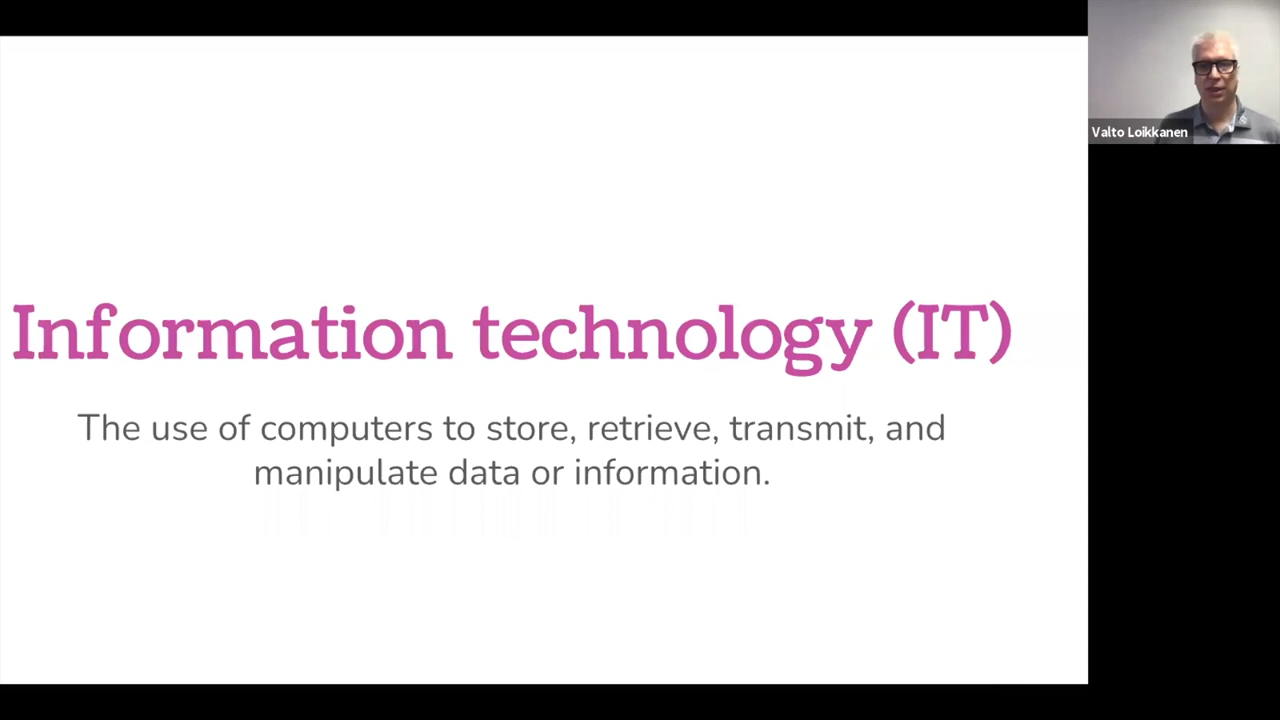 Information technology (IT)
The use of computers to store, retrieve, transmit, and
manipulate data or information.
Valto Loikkanen